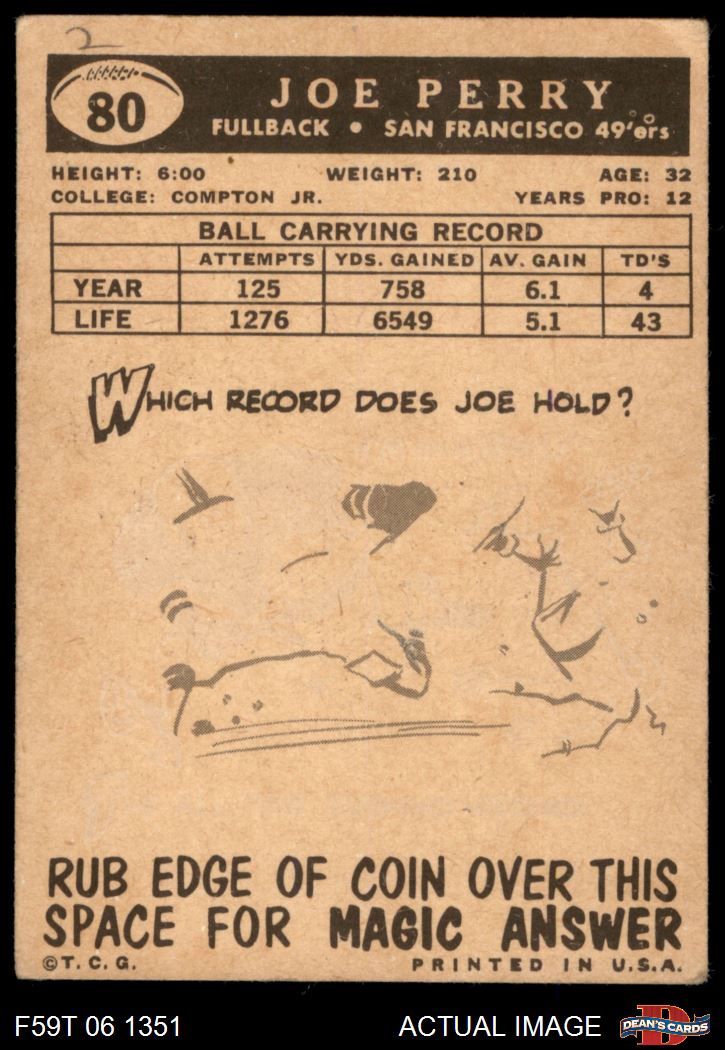 2
80
JOE PERRY
FULLBACK • SAN FRANCISCO 49'ers
HEIGHT: 6:00 WEIGHT: 210 AGE: 32
COLLEGE: COMPTON JR. YEARS PRO: 12
BALL CARRYING RECORD
ATTEMPTS YDS. GAINED AV. GAIN TD'S
YEAR 125 758 6.1 4
LIFE 1276 6549 5.1 43
WHICH RECORD DOES JOE HOLD?
RUB EDGE OF COIN OVER THIS
SPACE FOR MAGIC ANSWER
©T.C.G. PRINTED IN U.S.A.
F59T 06 1351 ACTUAL IMAGE D DEAN'S CARDS